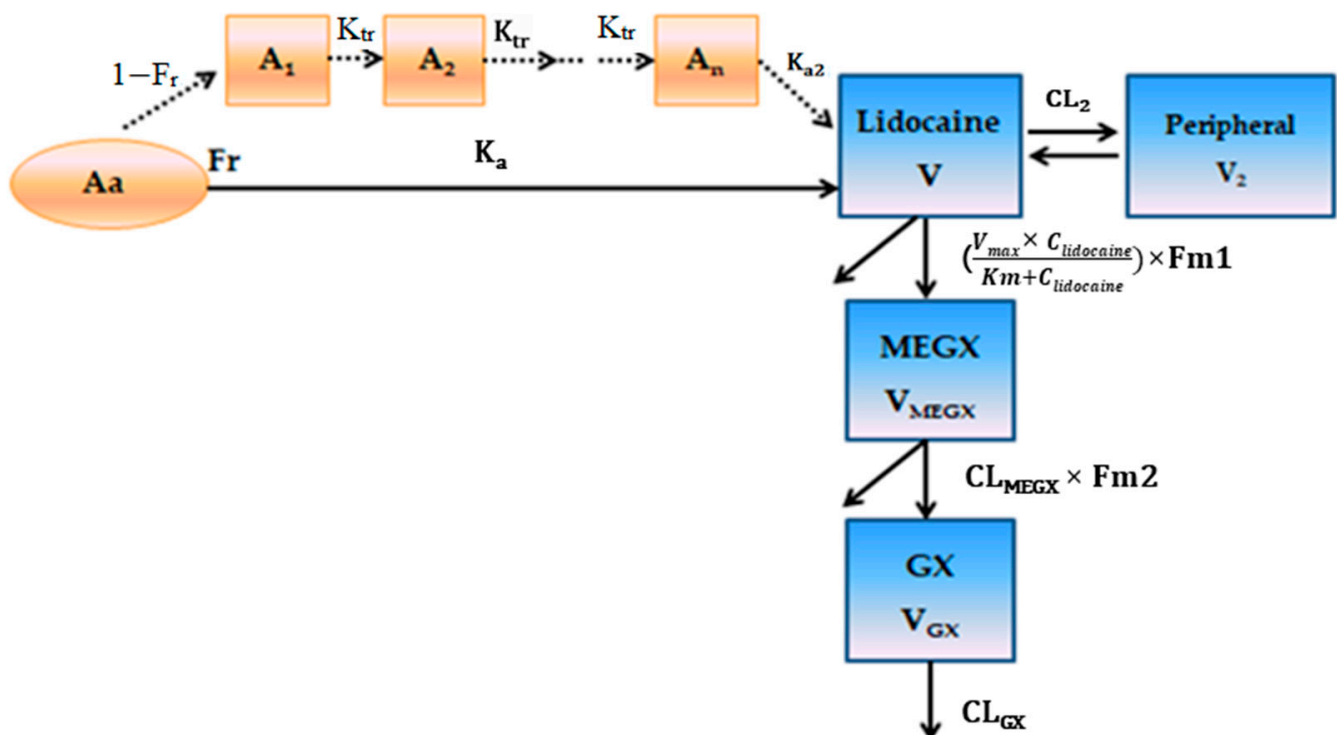 1−Fr
A1
Ktr
A2
Ktr
Ktr
An
Ka2
Aa
Fr
Ka
Lidocaine
V
CL2
Peripheral
V2
(Vmax × Clidocaine / Km+Clidocaine) × Fm1
MEGX
VMEGX
CLMEGX × Fm2
GX
VGX
CLGX